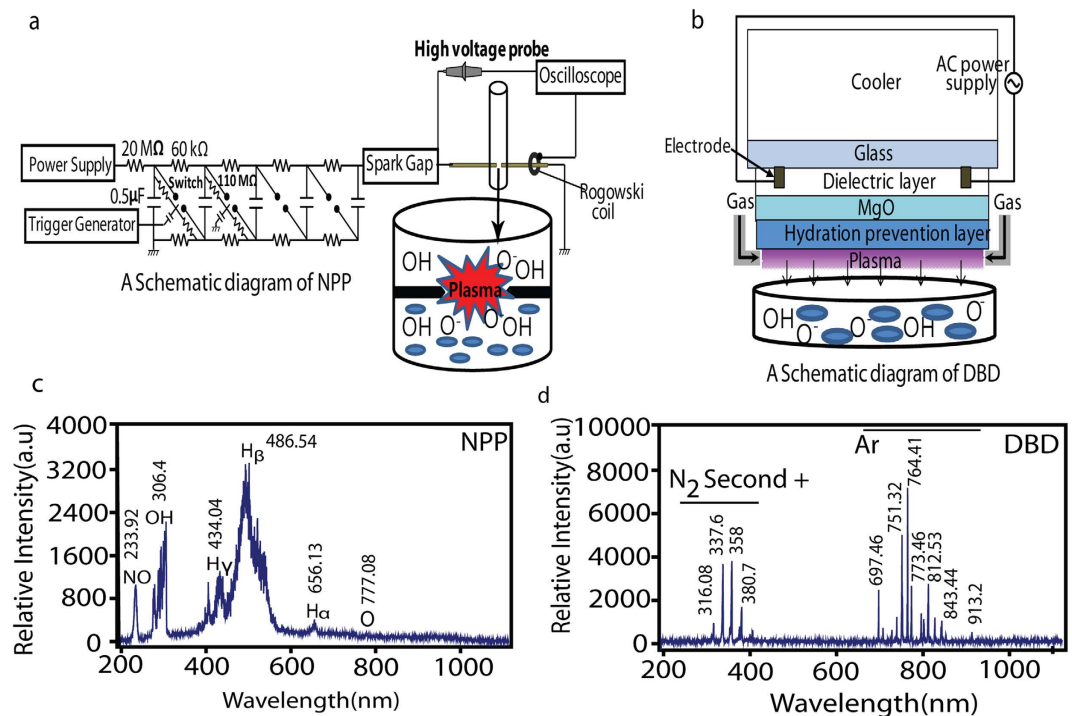 a
High voltage probe
Oscilloscope
Power Supply
20 MΩ
60 kΩ
Switch
110 MΩ
0.5µF
Trigger Generator
Spark Gap
Rogowski
coil
OH
O⁻
OH
Plasma
OH
O⁻
O⁻
OH
A Schematic diagram of NPP
b
Cooler
AC power
supply
Glass
Electrode
Dielectric layer
Gas
MgO
Gas
Hydration prevention layer
Plasma
OH
O⁻
O⁻
OH
O⁻
A Schematic diagram of DBD
c
Relative Intensity(a.u)
4000
3200
2400
1600
800
0
NPP
233.92
NO
306.4
OH
434.04
Hγ
Hβ
486.54
656.13
Hα
777.08
O
200
400
600
800
1000
Wavelength(nm)
d
Relative Intensity(a.u)
10000
8000
6000
4000
2000
0
DBD
N₂ Second +
Ar
316.08
337.6
358
380.7
697.46
751.32
764.41
773.46
812.53
843.44
913.2
200
400
600
800
1000
Wavelength(nm)